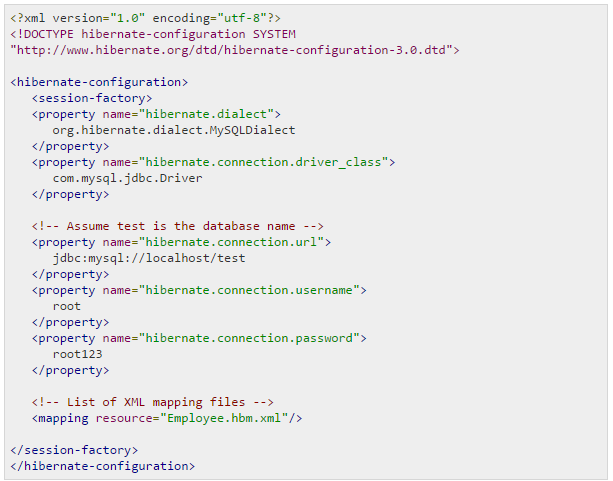 <?xml version="1.0" encoding="utf-8"?>
<!DOCTYPE hibernate-configuration SYSTEM
"http://www.hibernate.org/dtd/hibernate-configuration-3.0.dtd">

<hibernate-configuration>
   <session-factory>
   <property name="hibernate.dialect">
      org.hibernate.dialect.MySQLDialect
   </property>
   <property name="hibernate.connection.driver_class">
      com.mysql.jdbc.Driver
   </property>

   <!-- Assume test is the database name -->
   <property name="hibernate.connection.url">
      jdbc:mysql://localhost/test
   </property>
   <property name="hibernate.connection.username">
      root
   </property>
   <property name="hibernate.connection.password">
      root123
   </property>

   <!-- List of XML mapping files -->
   <mapping resource="Employee.hbm.xml"/>

</session-factory>
</hibernate-configuration>